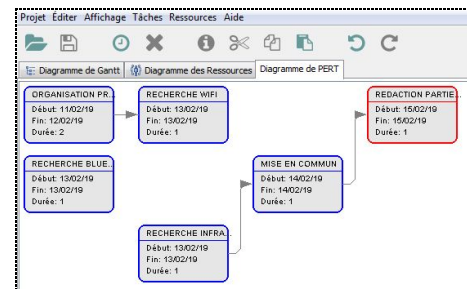 Projet Éditer Affichage Tâches Ressources Aide
Diagramme de Gantt
Diagramme des Ressources
Diagramme de PERT
ORGANISATION PR...
Début: 11/02/19
Fin: 12/02/19
Durée: 2
RECHERCHE WIFI
Début: 13/02/19
Fin: 13/02/19
Durée: 1
REDACTION PARTIE...
Début: 15/02/19
Fin: 15/02/19
Durée: 1
RECHERCHE BLUE...
Début: 13/02/19
Fin: 13/02/19
Durée: 1
MISE EN COMMUN
Début: 14/02/19
Fin: 14/02/19
Durée: 1
RECHERCHE INFRA...
Début: 13/02/19
Fin: 13/02/19
Durée: 1